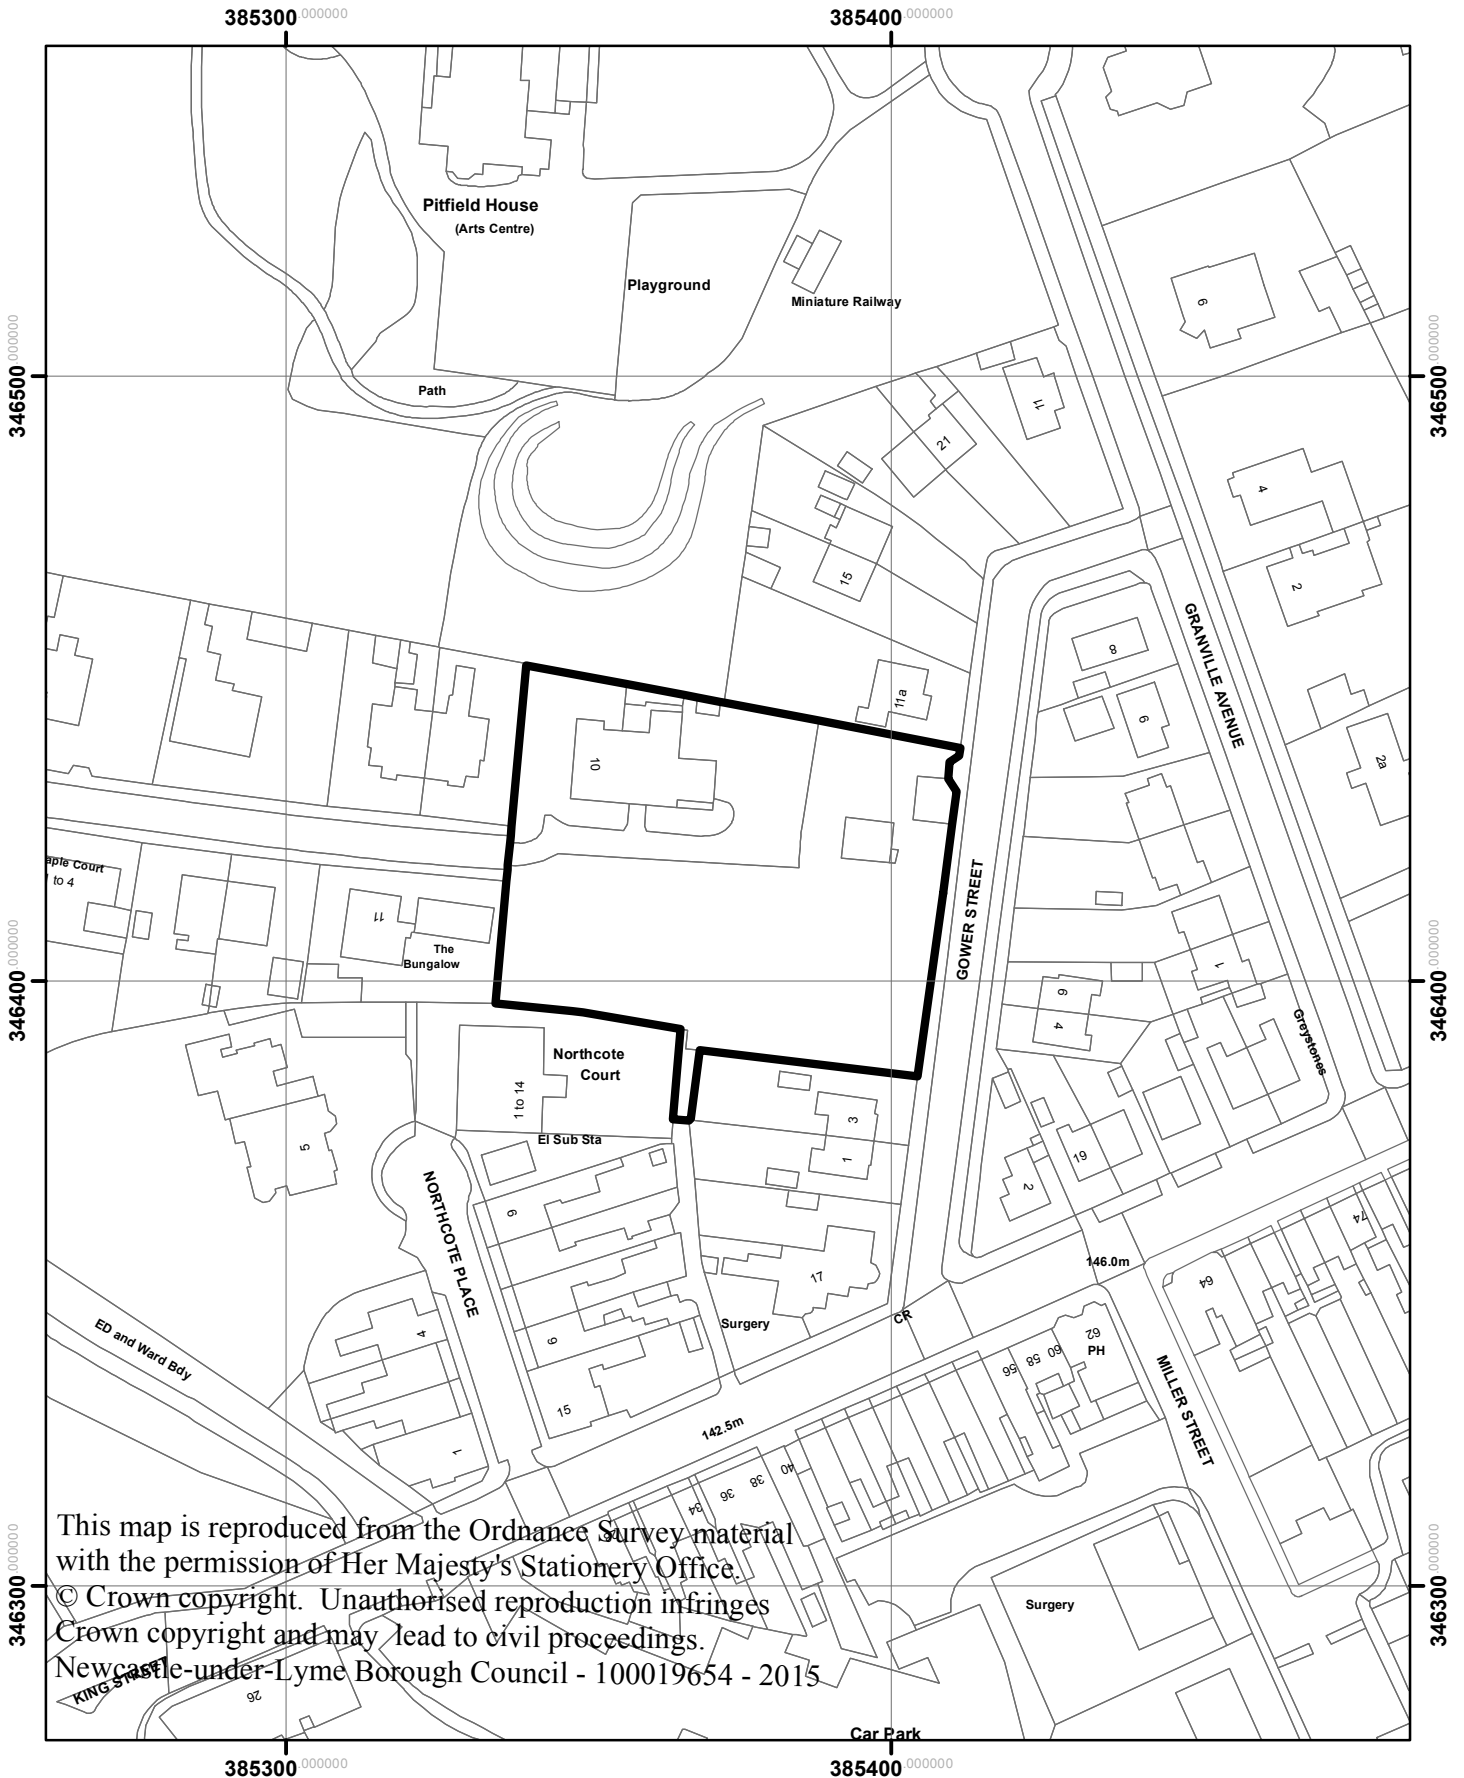 385300.000000
385400.000000
Pitfield House
(Arts Centre)
Playground
Miniature Railway
6
346500.000000
346500.000000
Path
11
21
4
15
2
GRANVILLE AVENUE
8
11a
6
2a
10
GOWER STREET
aple Court
1 to 4
11
The
Bungalow
1
346400.000000
346400.000000
6
4
Greystones
Northcote
Court
1 to 14
3
1
El Sub Sta
5
19
2
NORTHCOTE PLACE
9
74
146.0m
17
64
ED and Ward Bdy
4
CR
Surgery
62
PH
60
58
56
6
MILLER STREET
15
142.5m
1
40
38
36
34
This map is reproduced from the Ordnance Survey material
with the permission of Her Majesty's Stationery Office.
© Crown copyright. Unauthorised reproduction infringes
Crown copyright and may lead to civil proceedings.
Newcastle-under-Lyme Borough Council - 100019654 - 2015
346300.000000
346300.000000
Surgery
KING STREET
26
Car Park
385300.000000
385400.000000